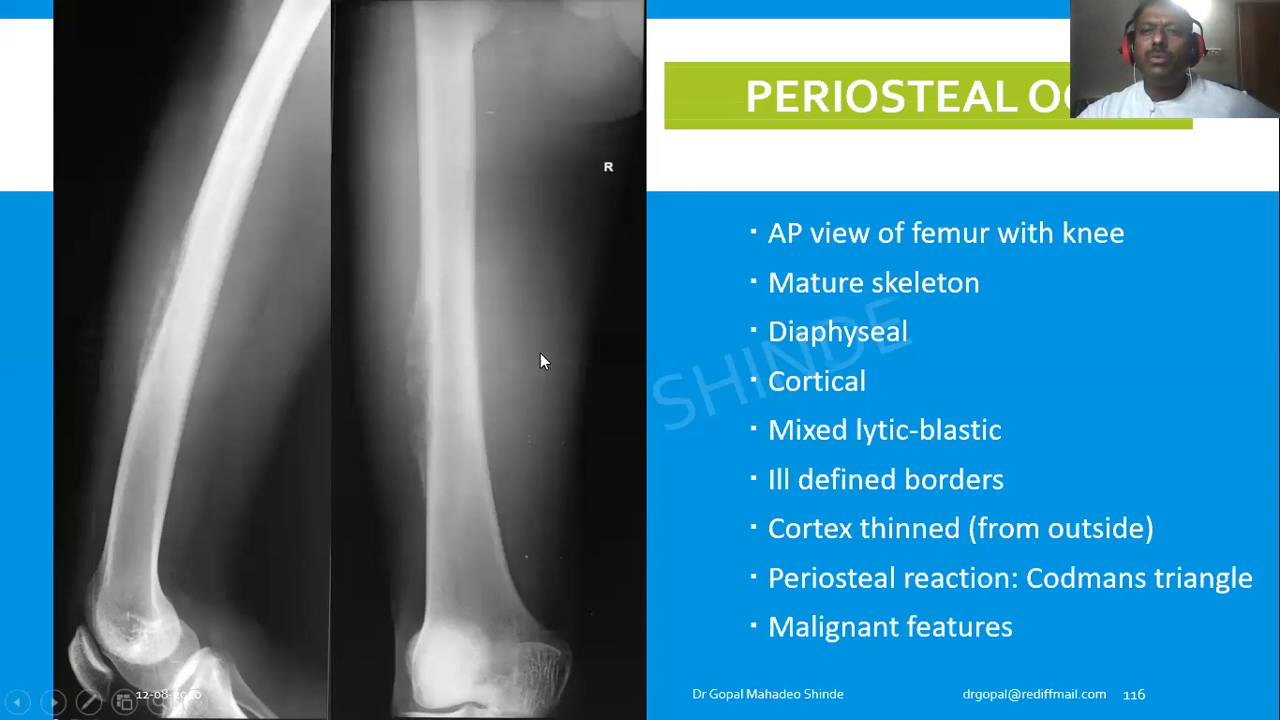 PERIOSTEAL
R
AP view of femur with knee
Mature skeleton
Diaphyseal
Cortical
Mixed lytic-blastic
Ill defined borders
Cortex thinned (from outside)
Periosteal reaction: Codmans triangle
Malignant features
SHINDE
Dr Gopal Mahadeo Shinde
drgopal@rediffmail.com
116